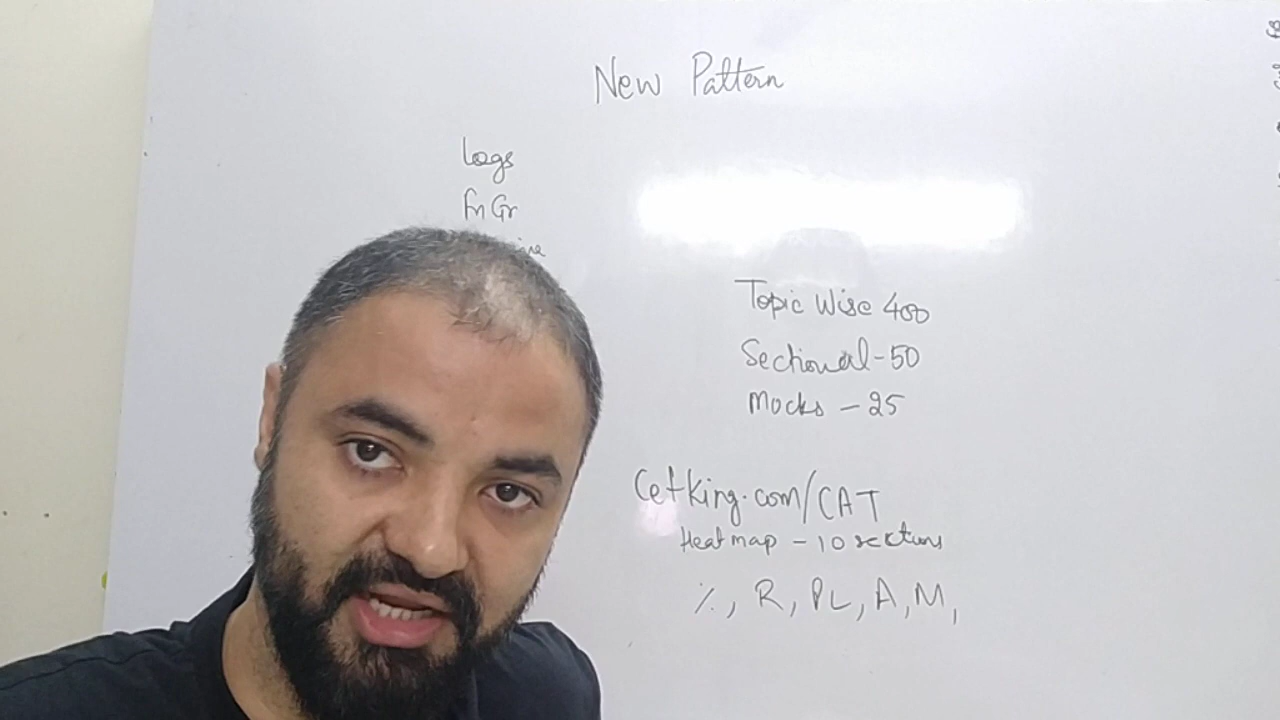 New Pattern
Logs
Fn Gr
Topic Wise 400
Sectional-50
Mocks - 25
Cetking.com/CAT
Heat map - 10 sections
%, R, PL, A, M,